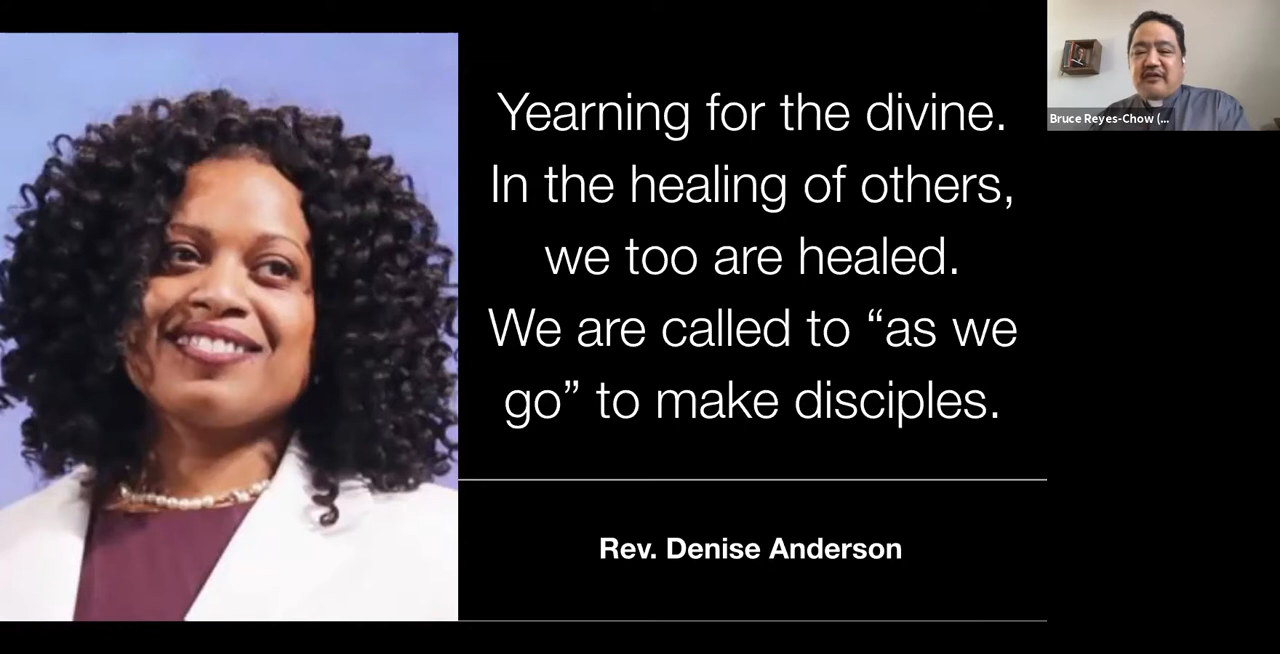 Yearning for the divine.
In the healing of others,
we too are healed.
We are called to “as we
go” to make disciples.
Rev. Denise Anderson
Bruce Reyes-Chow (...